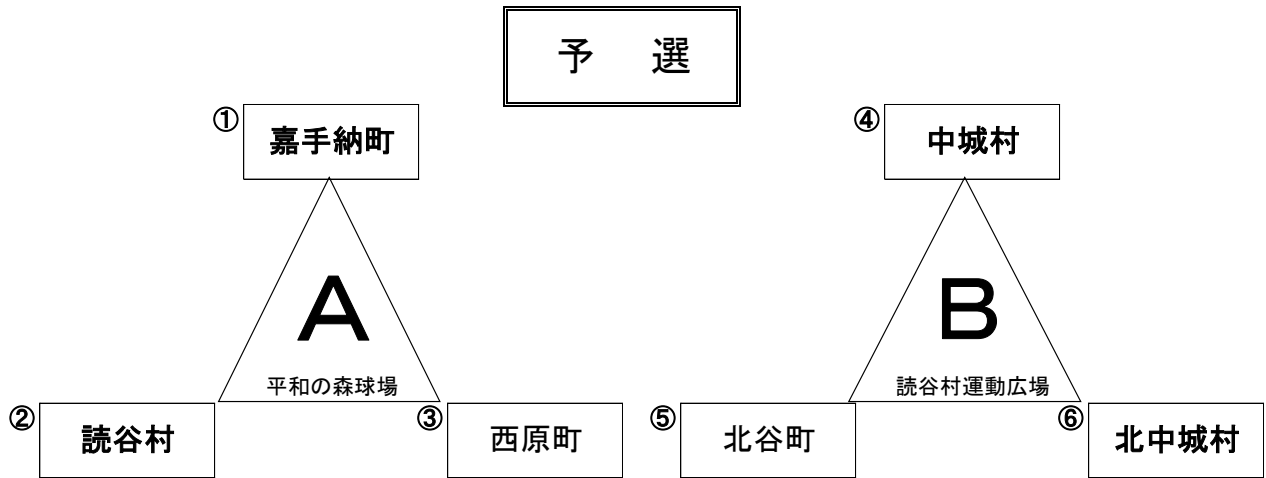 予　選
① 嘉手納町
④ 中城村
A
B
平和の森球場
読谷村運動広場
② 読谷村
③ 西原町
⑤ 北谷町
⑥ 北中城村